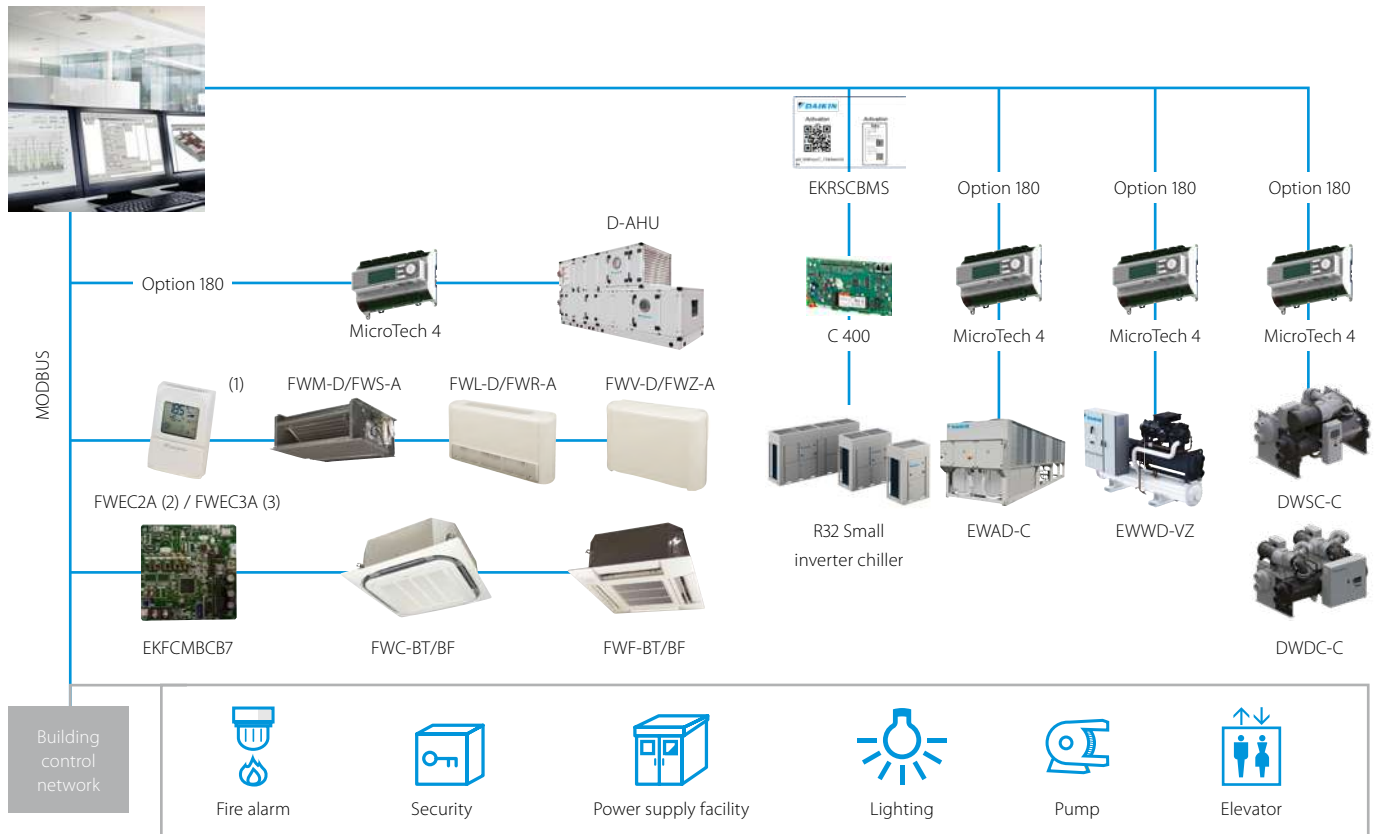 DAIKIN
Activation
Activation
EKRSCBMS
Option 180
Option 180
Option 180
D-AHU
Option 180
MicroTech 4
C 400
MicroTech 4
MicroTech 4
MicroTech 4
MODBUS
(1)
FWM-D/FWS-A
FWL-D/FWR-A
FWV-D/FWZ-A
FWEC2A (2) / FWEC3A (3)
R32 Small
inverter chiller
EWAD-C
EWWD-VZ
DWSC-C
EKFCMBCB7
FWC-BT/BF
FWF-BT/BF
DWDC-C
Building
control
network
Fire alarm
Security
Power supply facility
Lighting
Pump
Elevator